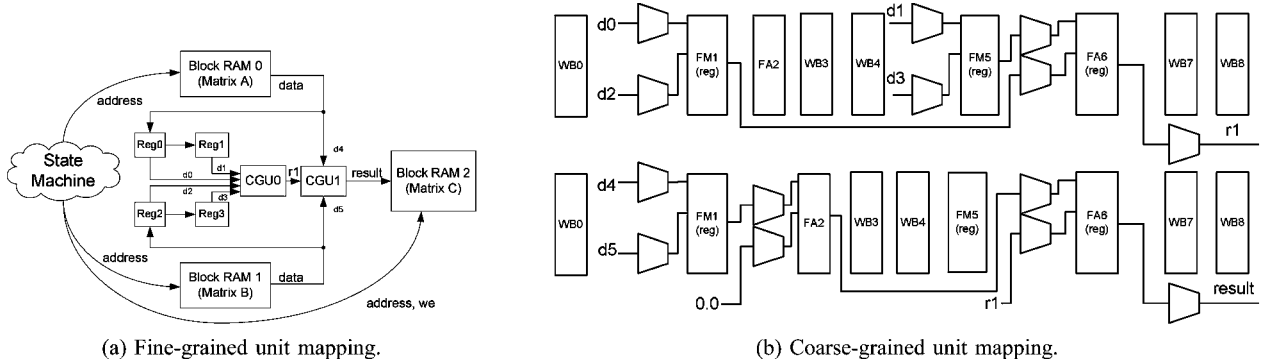 Block RAM 0
(Matrix A)
data
address
State
Machine
Reg0
Reg1
d4
d1
d0
CGU0
r1
CGU1
result
Block RAM 2
(Matrix C)
d2
d3
Reg2
Reg3
d5
address
Block RAM 1
(Matrix B)
data
address, we
(a) Fine-grained unit mapping.
WB0
d0
d2
FM1
(reg)
FA2
WB3
WB4
d1
d3
FM5
(reg)
FA6
(reg)
WB7
WB8
r1
WB0
d4
d5
FM1
(reg)
0.0
FA2
WB3
WB4
FM5
(reg)
r1
FA6
(reg)
WB7
WB8
result
(b) Coarse-grained unit mapping.